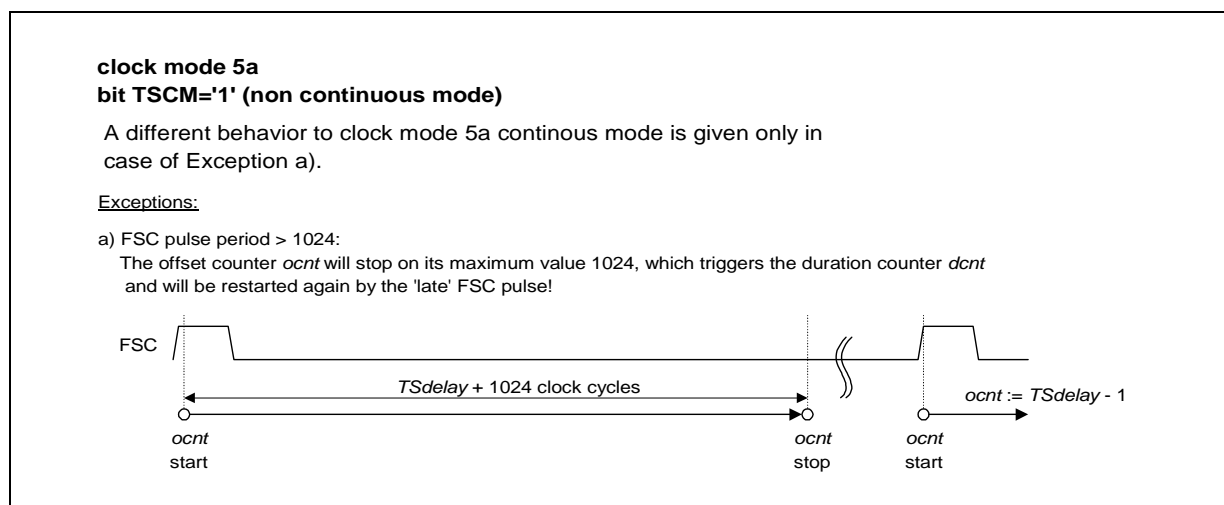 clock mode 5a
bit TSCM='1' (non continuous mode)
A different behavior to clock mode 5a continous mode is given only in
case of Exception a).
Exceptions:
a) FSC pulse period > 1024:
The offset counter ocnt will stop on its maximum value 1024, which triggers the duration counter dcnt
and will be restarted again by the 'late' FSC pulse!
FSC
TSdelay + 1024 clock cycles
ocnt := TSdelay - 1
ocnt ocnt ocnt
start stop start